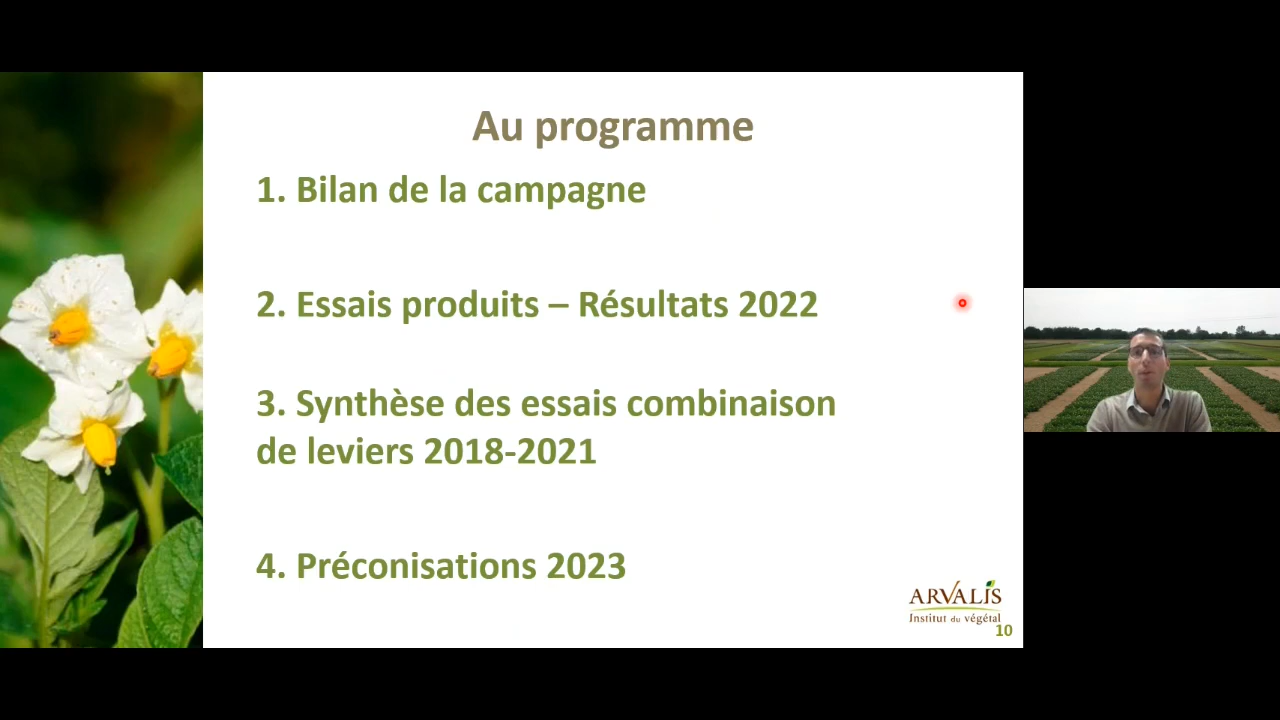 Au programme
1. Bilan de la campagne
2. Essais produits – Résultats 2022
3. Synthèse des essais combinaison
de leviers 2018-2021
4. Préconisations 2023
ARVALIS
Institut du végétal
10